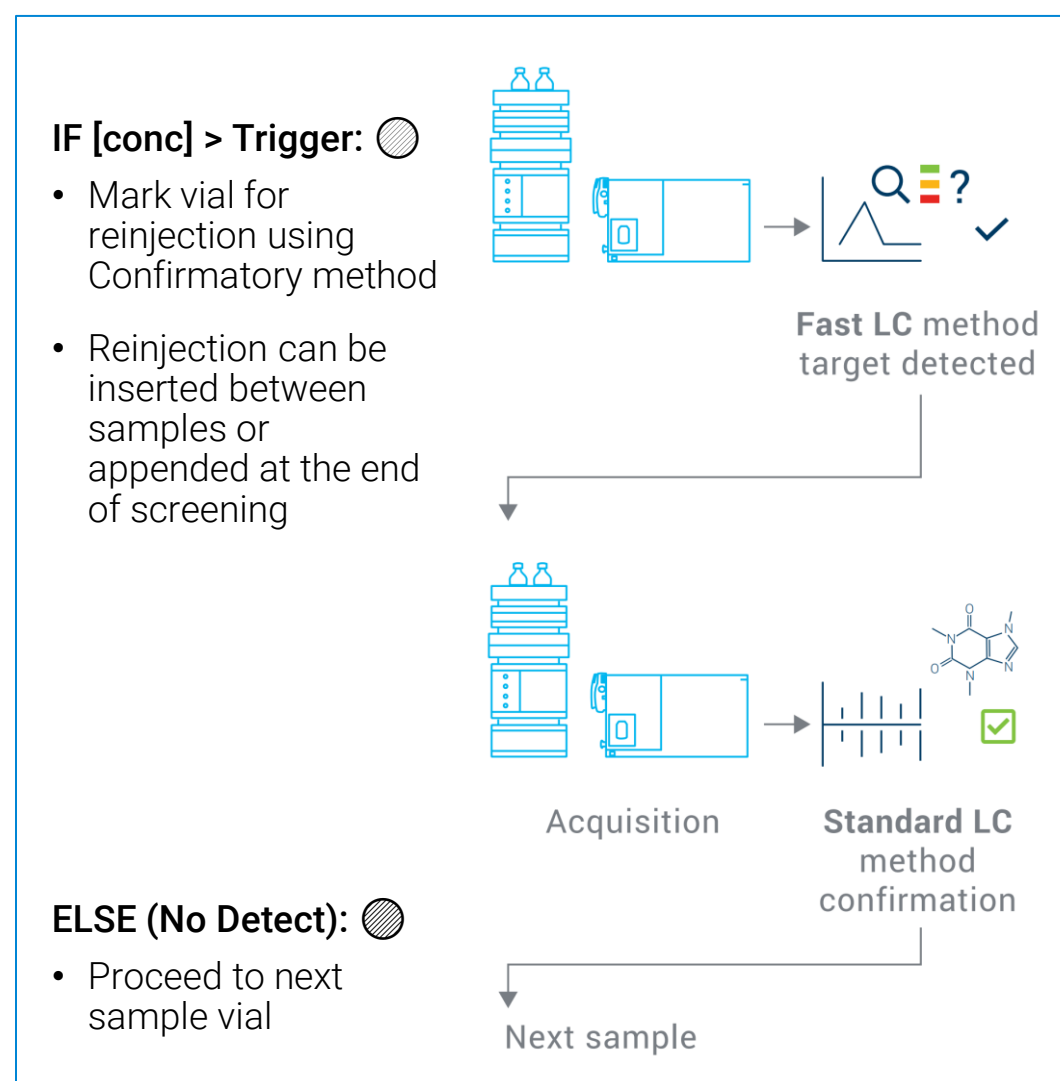 IF [conc] > Trigger:
• Mark vial for
reinjection using
Confirmatory method
• Reinjection can be
inserted between
samples or
appended at the end
of screening
?
Fast LC method
target detected
O
N
N
O
N
N
Acquisition
Standard LC
method
confirmation
ELSE (No Detect):
• Proceed to next
sample vial
Next sample